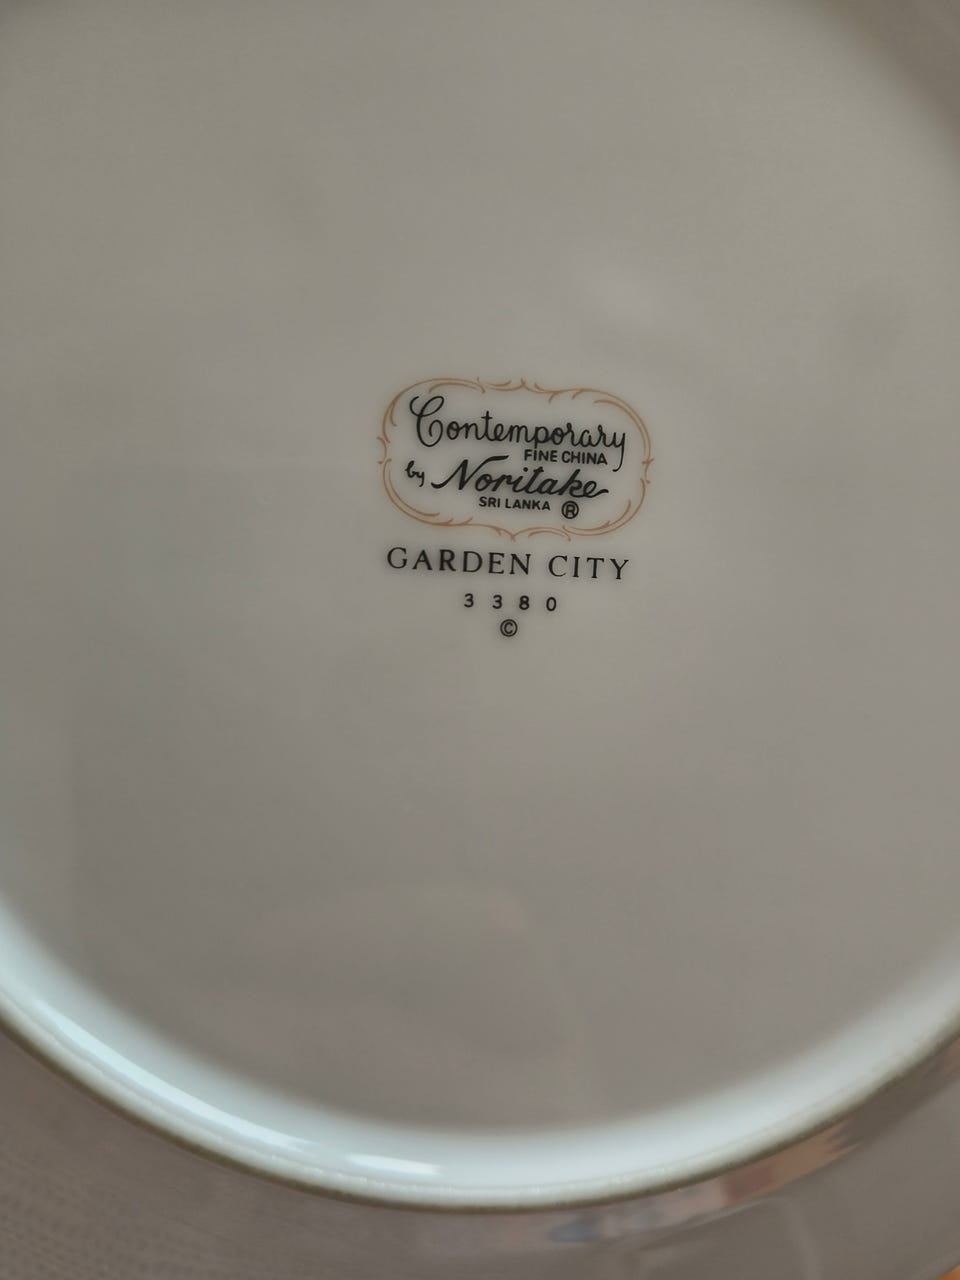 Contemporary
FINE CHINA
by Noritake
SRI LANKA ®
GARDEN CITY
3380
©